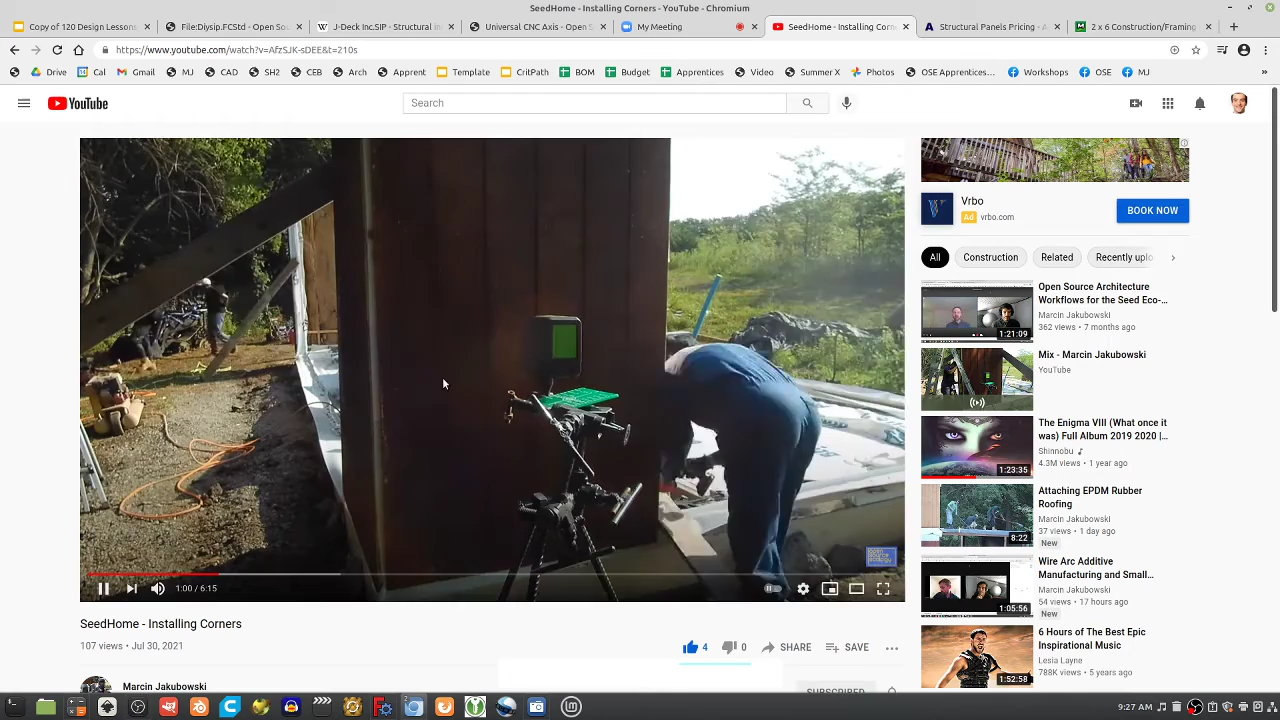 SeedHome - Installing Corners - YouTube - Chromium
Copy of 120 Design Lessons
File:Dysip.FCStd - Open So
J-Deck Inc.SIP - Structural in
Universal CNC Axis - Open S
My Meeting
SeedHome - Installing Corn
Structural Panels Pricing - A
2 x 6 Construction/Framing
https://www.youtube.com/watch?v=AfzSJK-sDEE&t=210s
Drive Cal Gmail MJ CAD SH2 CEB Arch Apprent Template CritPath BOM Budget Apprentices Video Summer X Photos OSE Apprentices… Workshops OSE MJ »
YouTube
Search
Vrbo
Ad vrbo.com
BOOK NOW
All Construction Related Recently uplo
Open Source Architecture
Workflows for the Seed Eco-…
Marcin Jakubowski
362 views • 7 months ago
1:21:09
Mix - Marcin Jakubowski
YouTube
The Enigma VIII (What once it
was) Full Album 2019 2020 |…
Shinnobu
4.3M views • 1 year ago
1:23:35
Attaching EPDM Rubber
Roofing
Marcin Jakubowski
37 views • 1 day ago
New
8:22
Wire Arc Additive
Manufacturing and Small…
Marcin Jakubowski
54 views • 17 hours ago
New
1:05:56
6 Hours of The Best Epic
Inspirational Music
Lesia Layne
788K views • 5 years ago
1:52:58
open
source
ecology
1:00 / 6:15
SeedHome - Installing Cor
107 views • Jul 30, 2021
4 0 SHARE SAVE
Marcin Jakubowski
SUBSCRIBED
9:27 AM